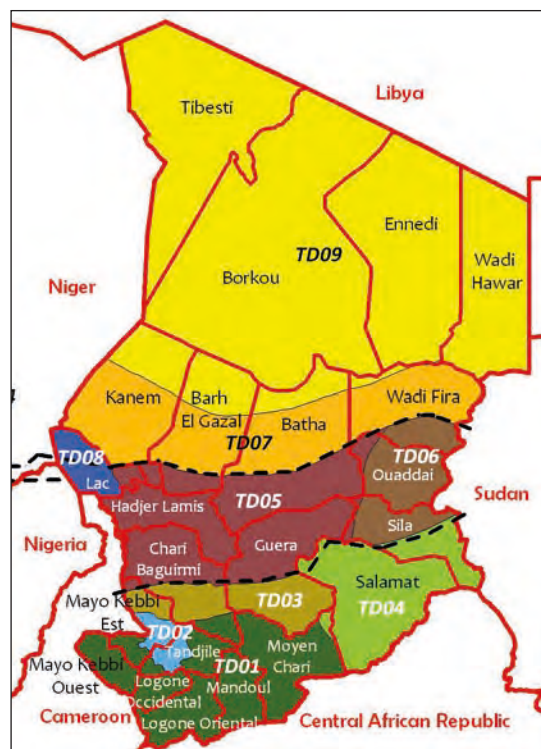 Tibesti
Libya
Ennedi
TD09
Wadi
Hawar
Borkou
Niger
Kanem
Barh
El Gazal
Wadi Fira
Batha
TD07
TD08
Lac
TD06
Ouaddai
TD05
Hadjer Lamis
Sudan
Sila
Nigeria
Chari
Baguirmi
Guera
Salamat
TD04
Mayo Kebbi
Est
TD03
TD02
Tandjile
Moyen
Chari
Mayo Kebbi
Ouest
TD01
Logone
Occidental
Mandoul
Cameroon
Logone Oriental
Central African Republic